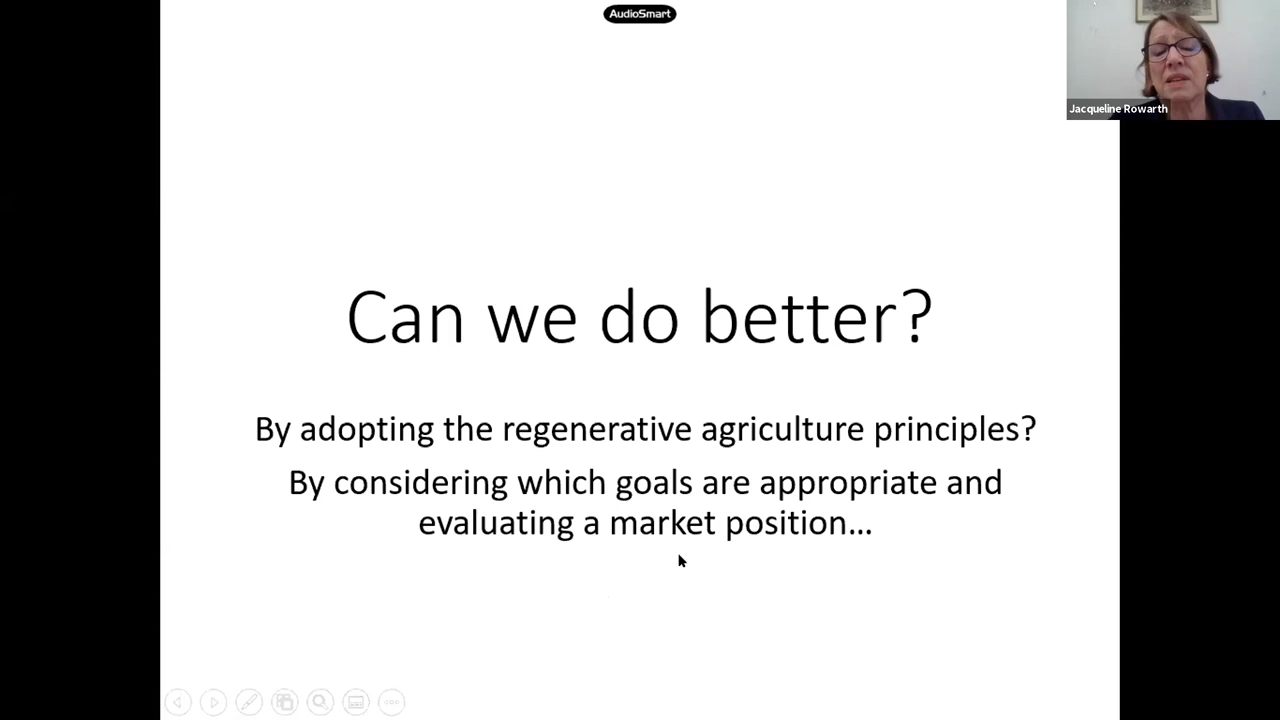 AudioSmart
Jacqueline Rowarth
Can we do better?
By adopting the regenerative agriculture principles?
By considering which goals are appropriate and
evaluating a market position...